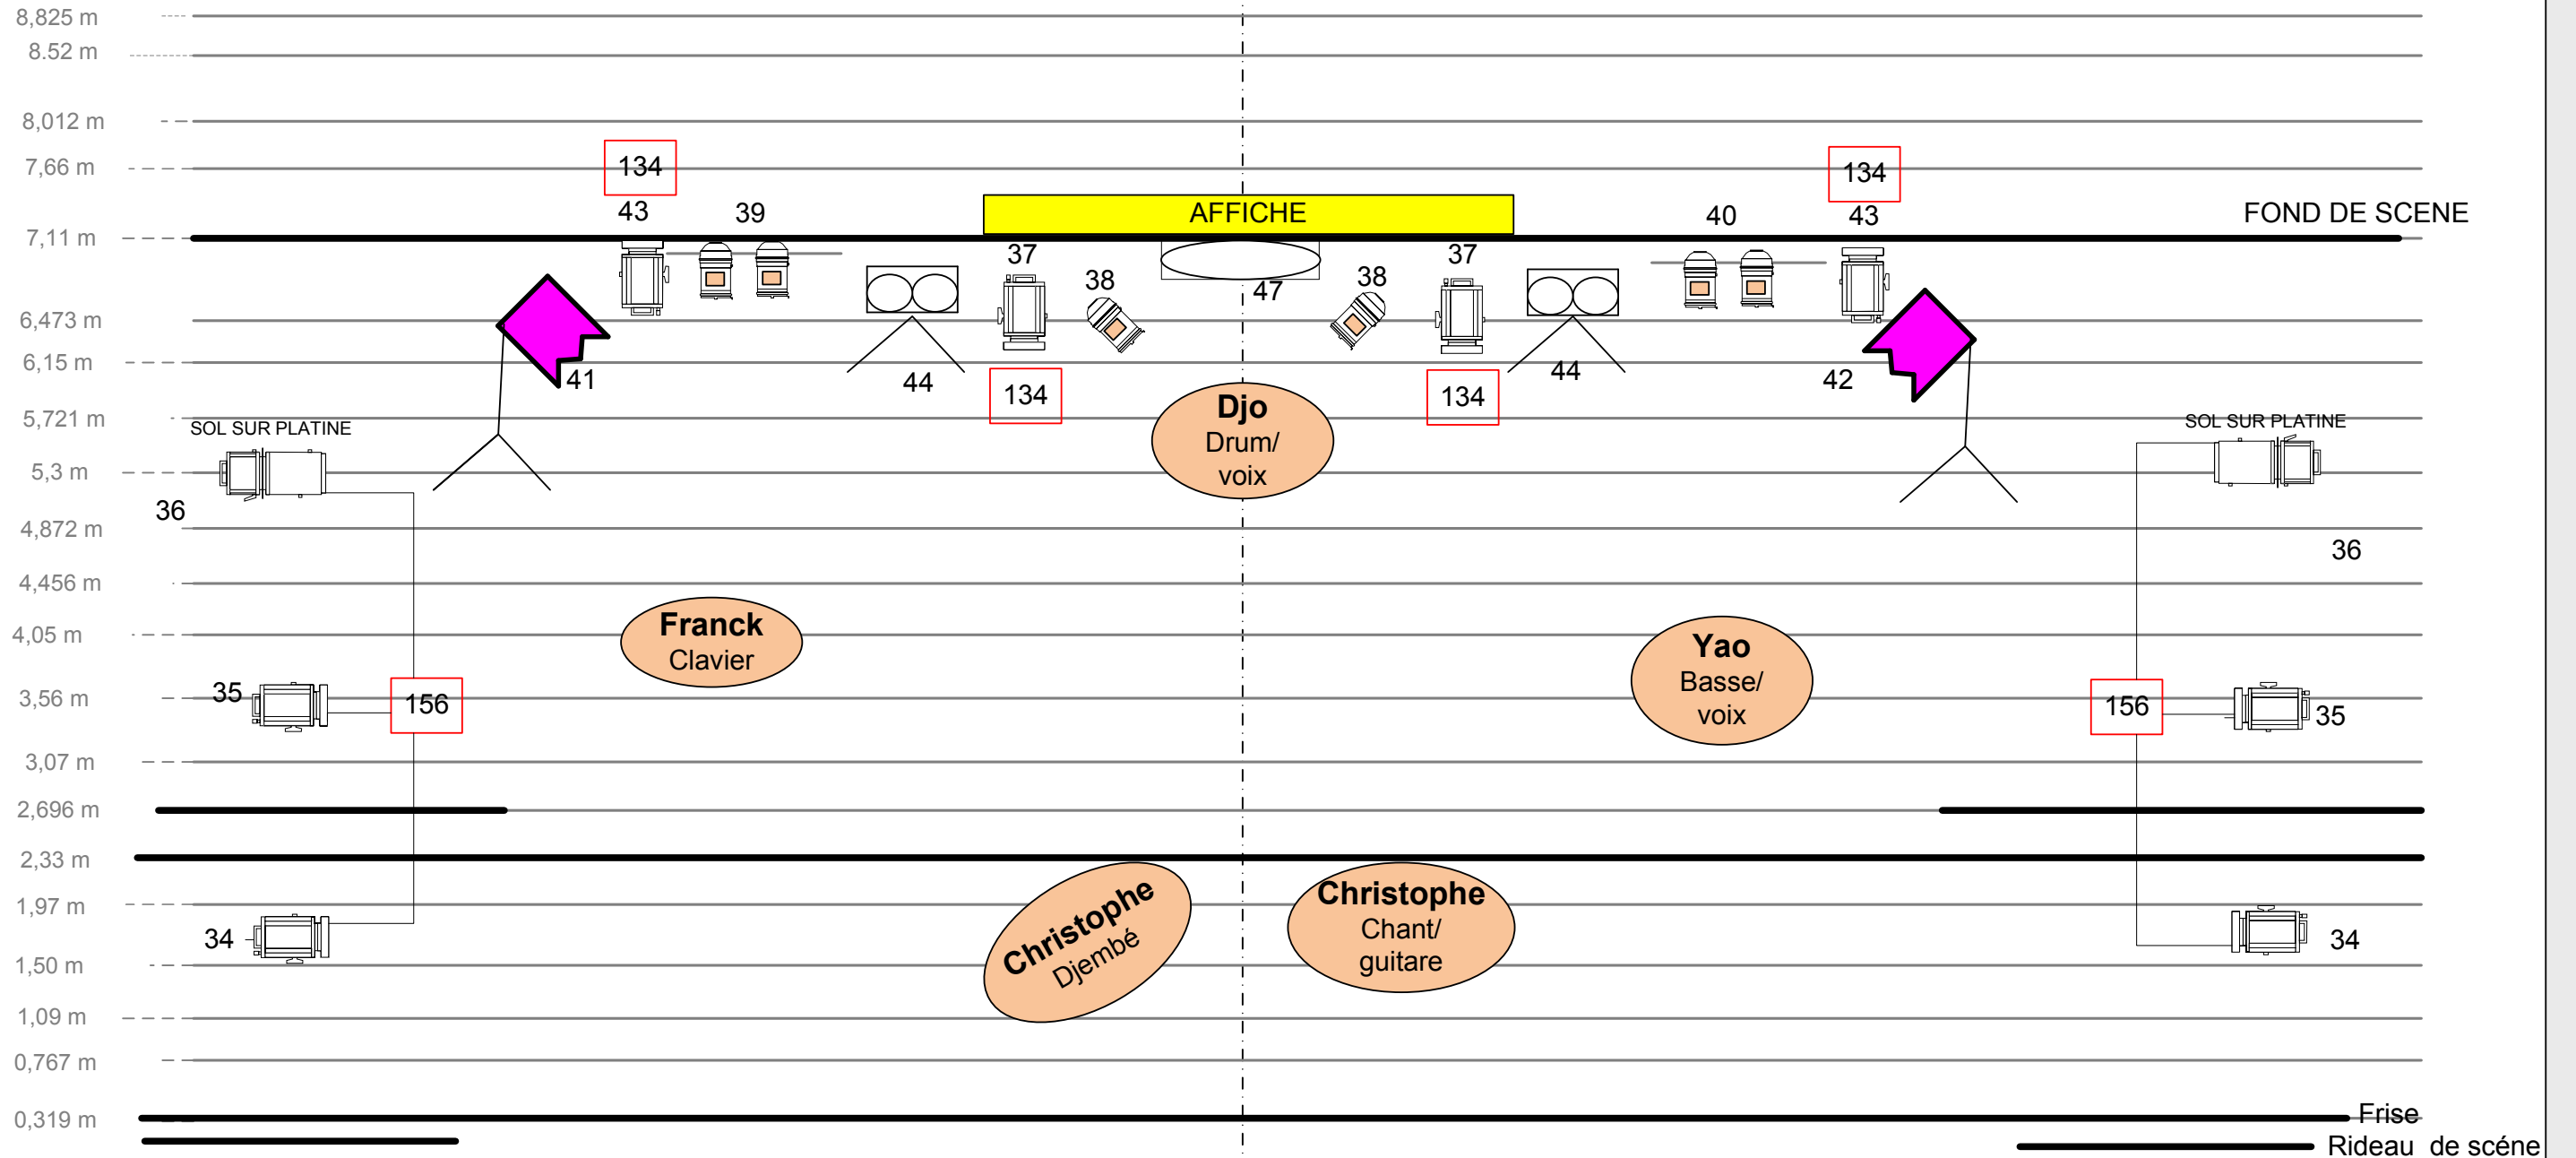 8,825 m
8.52 m
8,012 m
7,66 m
134
134
43
39
AFFICHE
40
43
FOND DE SCENE
7,11 m
37
37
38
38
47
6,473 m
6,15 m
41
44
44
42
134
134
Djo
Drum/
voix
5,721 m
SOL SUR PLATINE
SOL SUR PLATINE
5,3 m
36
4,872 m
36
4,456 m
Franck
Clavier
4,05 m
Yao
Basse/
voix
35
156
156
35
3,56 m
3,07 m
2,696 m
2,33 m
Christophe
Djembé
Christophe
Chant/
guitare
1,97 m
34
34
1,50 m
1,09 m
0,767 m
0,319 m
Frise
Rideau de scéne